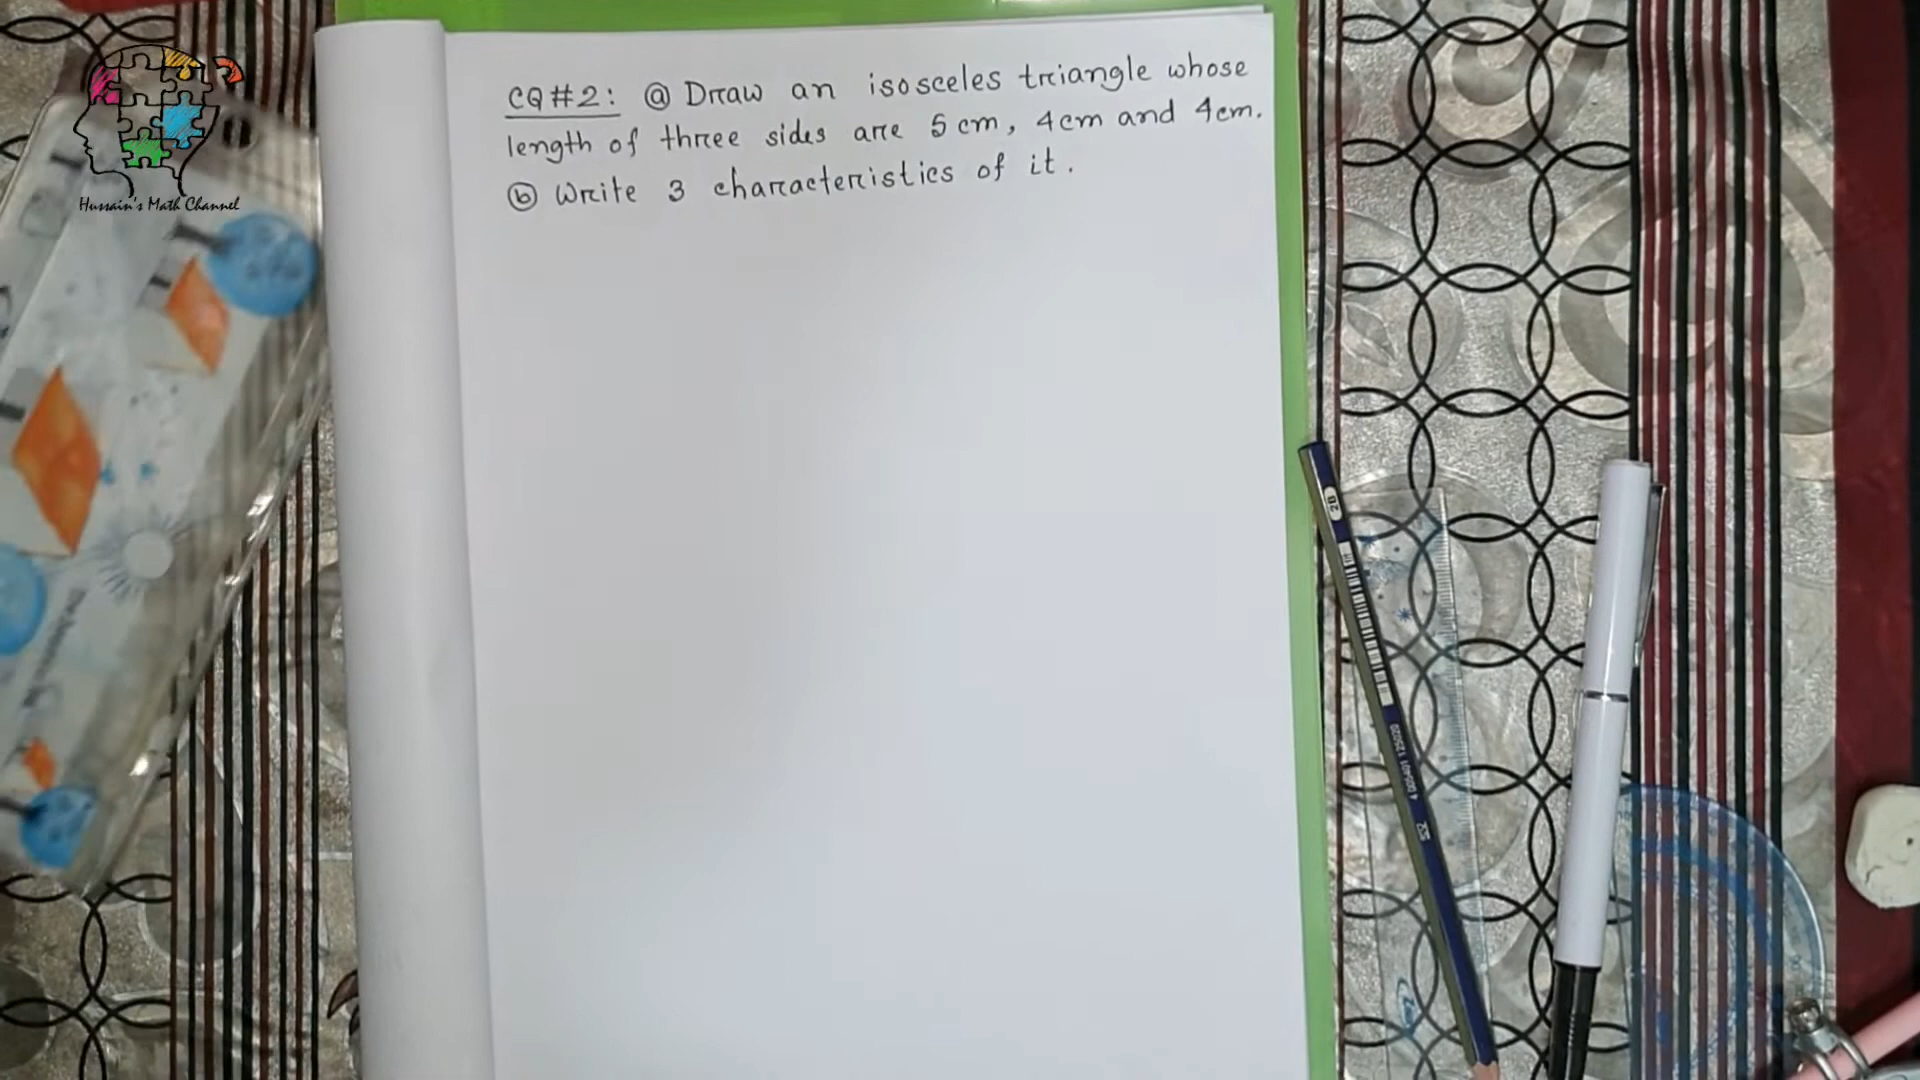 CQ#2: ⓐ Draw an isosceles triangle whose
length of three sides are 5 cm, 4cm and 4cm.
ⓑ Write 3 characteristics of it.
Hussain's Math Channel
2B